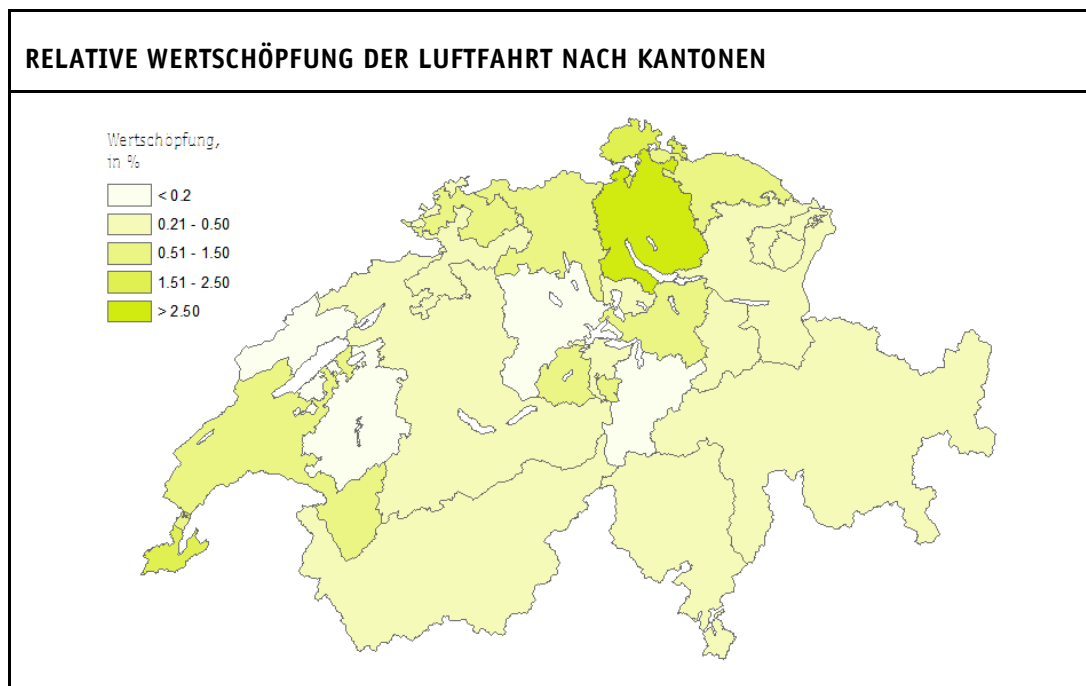 RELATIVE WERTSCHÖPFUNG DER LUFTFAHRT NACH KANTONEN
Wertschöpfung,
in %
< 0.2
0.21 - 0.50
0.51 - 1.50
1.51 - 2.50
> 2.50